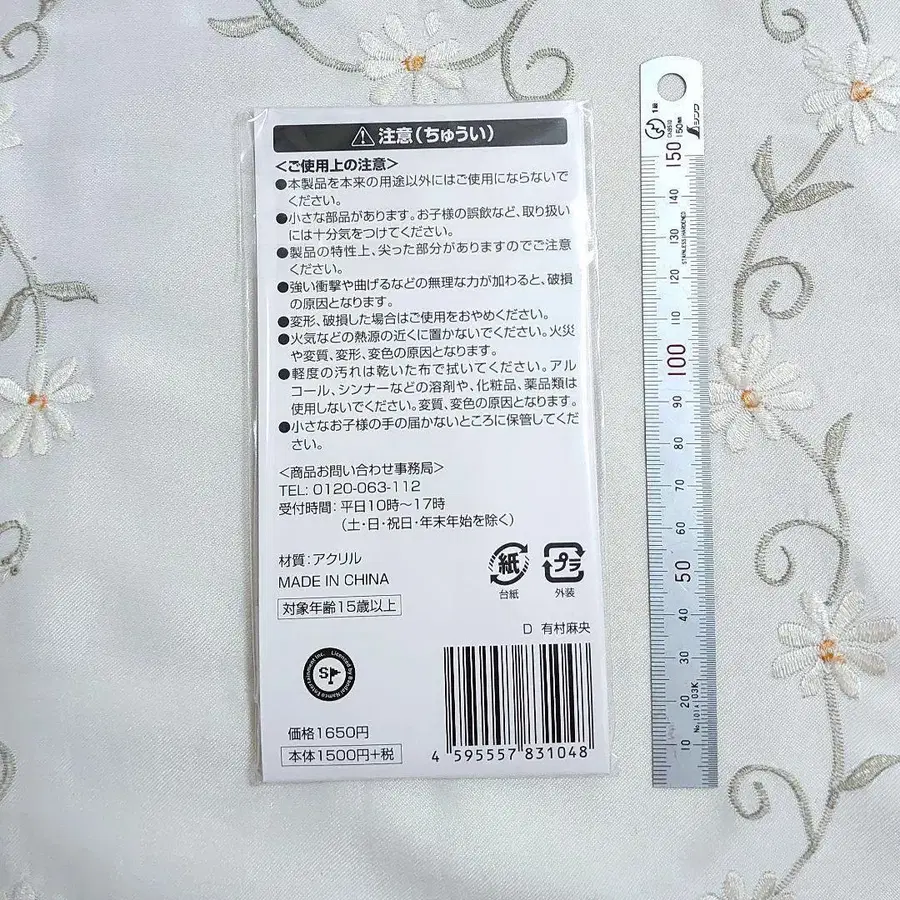 注意(ちゅうい)
<ご使用上の注意>
●本製品を本来の用途以外にはご使用にならないで
ください。
●小さな部品があります。お子様の誤飲など、取り扱い
には十分気をつけてください。
●製品の特性上、尖った部分がありますのでご注意
ください。
●強い衝撃や曲げるなどの無理な力が加わると、破損
の原因となります。
●変形、破損した場合はご使用をおやめください。
●火気などの熱源の近くに置かないでください。火災
や変質、変形、変色の原因となります。
●軽度の汚れは乾いた布で拭いてください。アル
コール、シンナーなどの溶剤や、化粧品、薬品類は
使用しないでください。変質、変色の原因となります。
●小さなお子様の手の届かないところに保管してくだ
さい。
<商品お問い合わせ事務局>
TEL: 0120-063-112
受付時間:平日10時～17時
(土・日・祝日・年末年始を除く)
材質:アクリル
MADE IN CHINA
対象年齢15歳以上
紙
台紙
プラ
外装
D 有村麻央
Licensed by Bandai Namco Entertainment Inc.
S
価格1650円
本体1500円+税
4 595557 831048
1級
シンワ
150mm
150
140
130
STAINLESS HARDENED
120
110
100
90
80
70
60
50
40
30
20
10